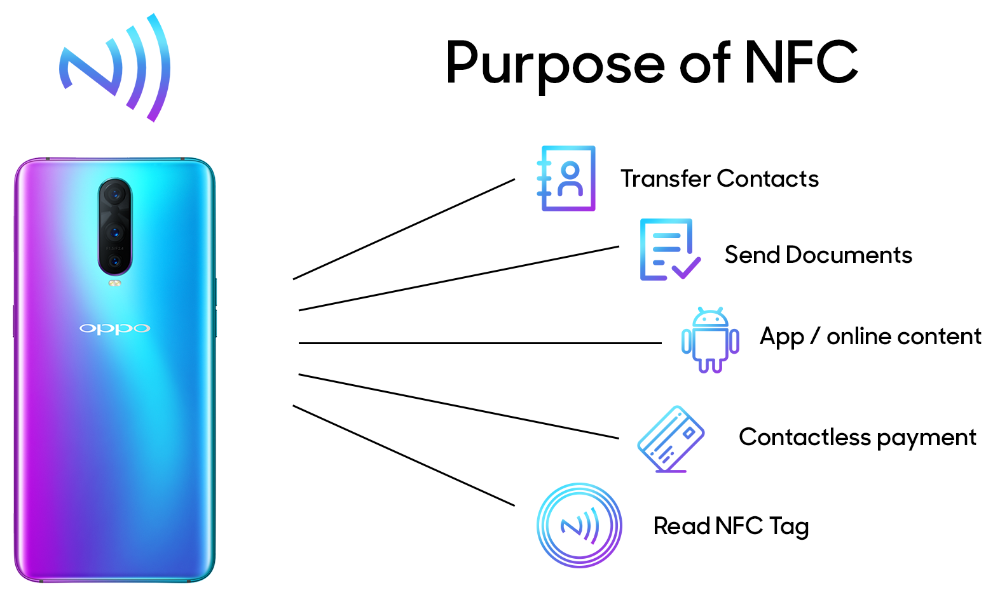 Purpose of NFC
Transfer Contacts
Send Documents
App / online content
Contactless payment
Read NFC Tag
oppo